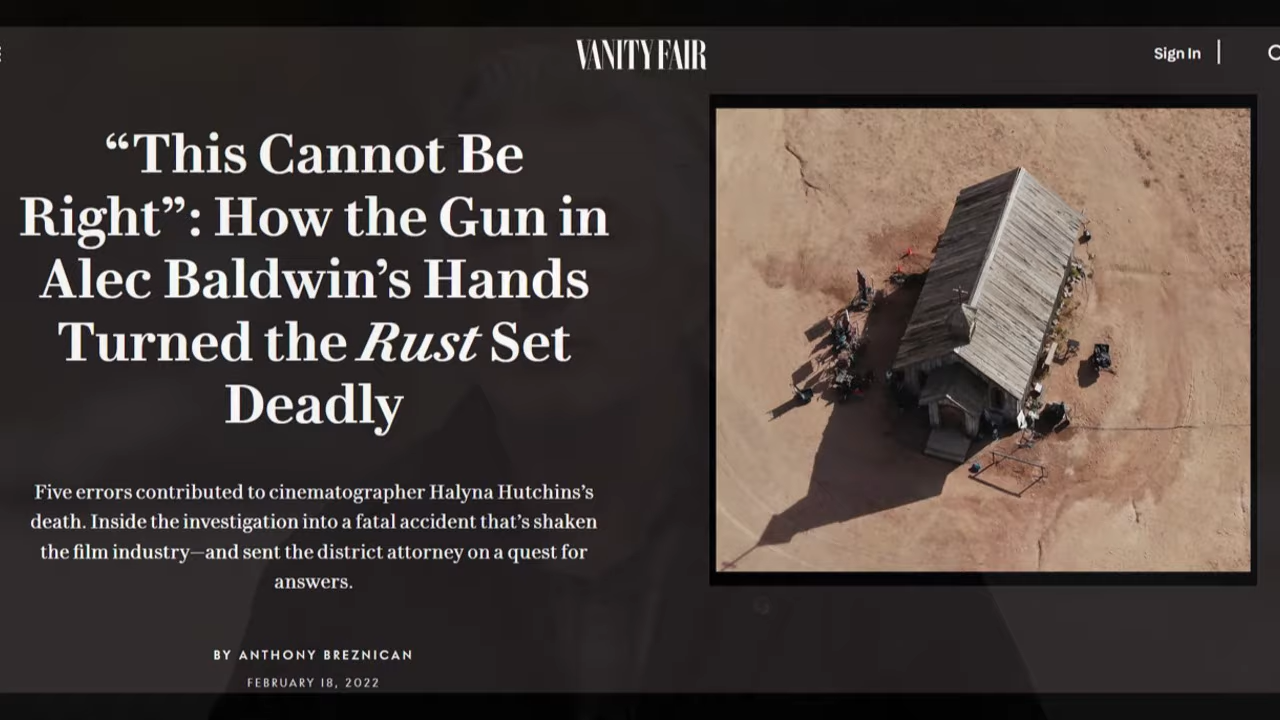 VANITY FAIR
Sign In
“This Cannot Be
Right”: How the Gun in
Alec Baldwin’s Hands
Turned the Rust Set
Deadly
Five errors contributed to cinematographer Halyna Hutchins’s
death. Inside the investigation into a fatal accident that’s shaken
the film industry—and sent the district attorney on a quest for
answers.
BY ANTHONY BREZNICAN
FEBRUARY 18, 2022